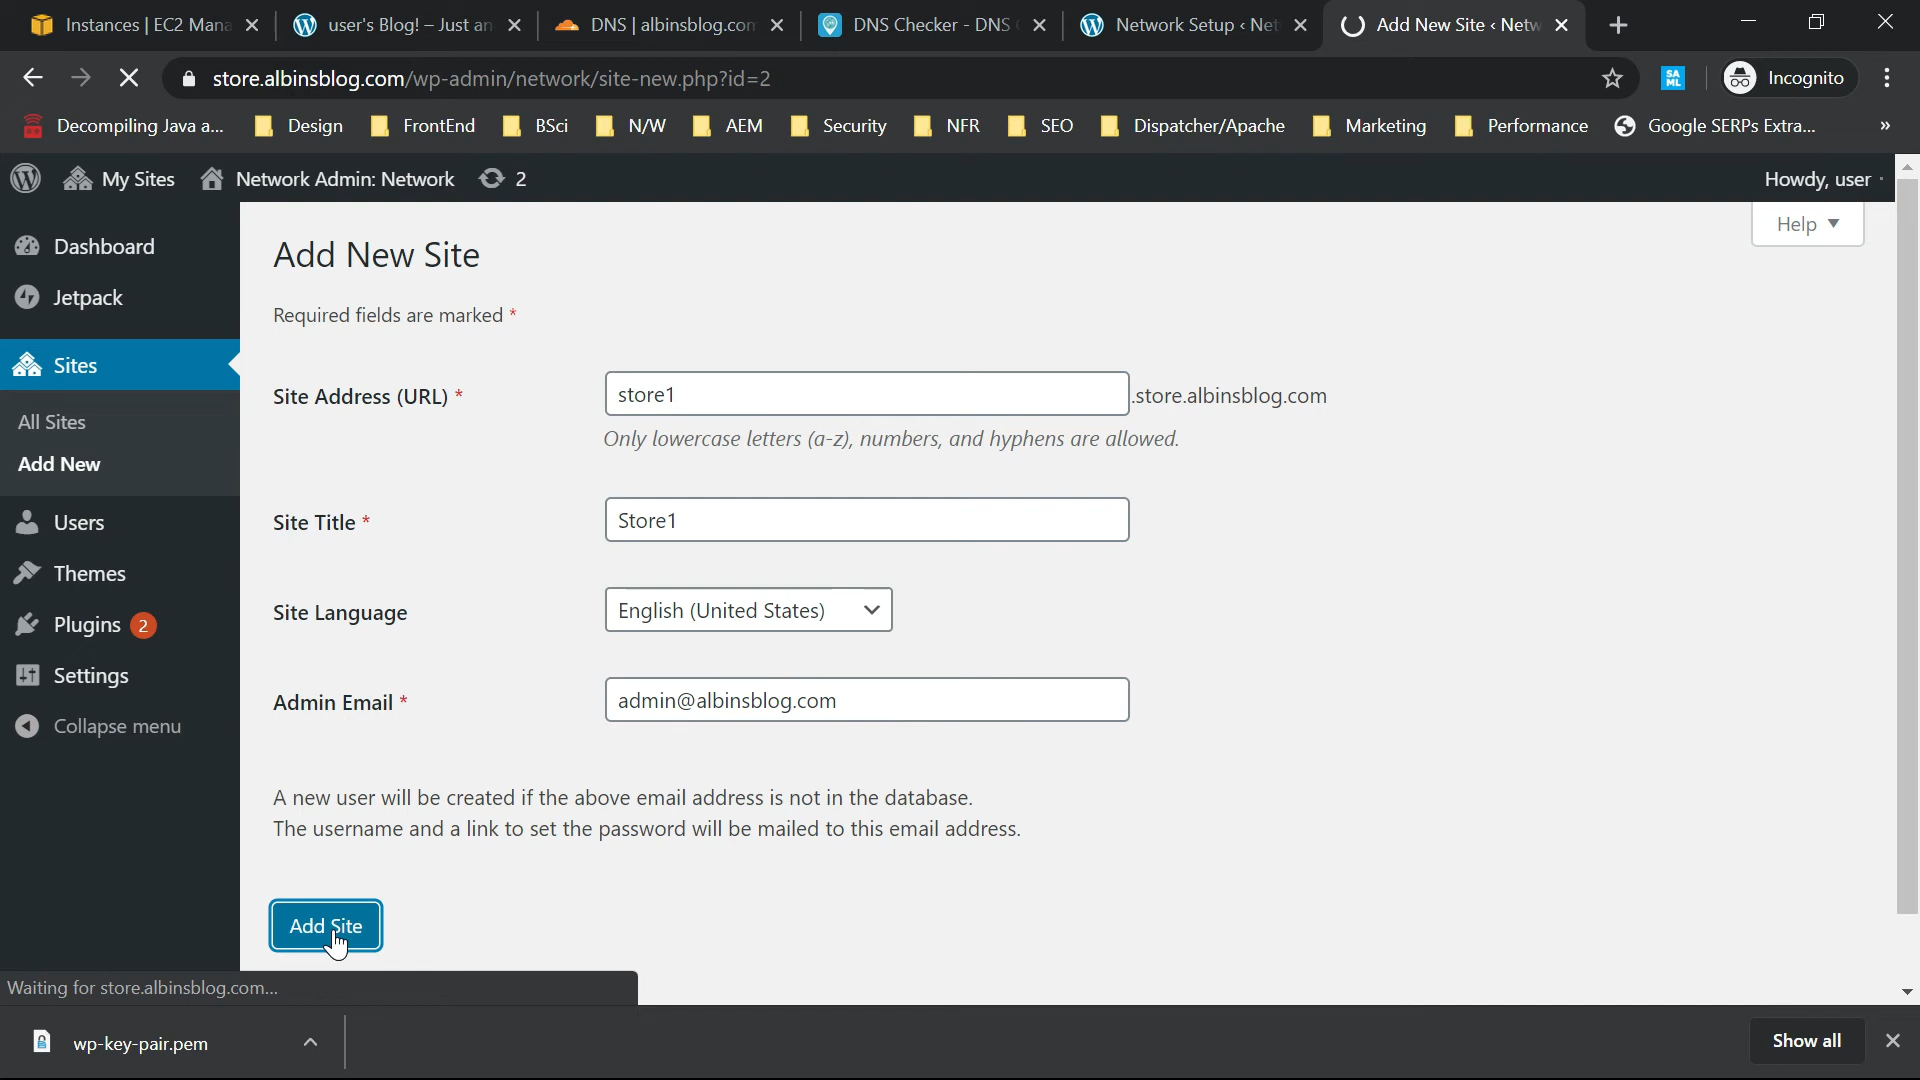 Instances | EC2 Mana
user's Blog! – Just an
DNS | albinsblog.com
DNS Checker - DNS C
Network Setup ‹ Net
Add New Site ‹ Netw
store.albinsblog.com/wp-admin/network/site-new.php?id=2
SA
ML
Incognito
Decompiling Java a...
Design
FrontEnd
BSci
N/W
AEM
Security
NFR
SEO
Dispatcher/Apache
Marketing
Performance
Google SERPs Extra...
»
My Sites
Network Admin: Network
2
Howdy, user
Help
Dashboard
Jetpack
Sites
All Sites
Add New
Users
Themes
Plugins 2
Settings
Collapse menu
Add New Site
Required fields are marked *
Site Address (URL) *
store1
.store.albinsblog.com
Only lowercase letters (a-z), numbers, and hyphens are allowed.
Site Title *
Store1
Site Language
English (United States)
Admin Email *
admin@albinsblog.com
A new user will be created if the above email address is not in the database.
The username and a link to set the password will be mailed to this email address.
Add Site
Waiting for store.albinsblog.com...
wp-key-pair.pem
Show all